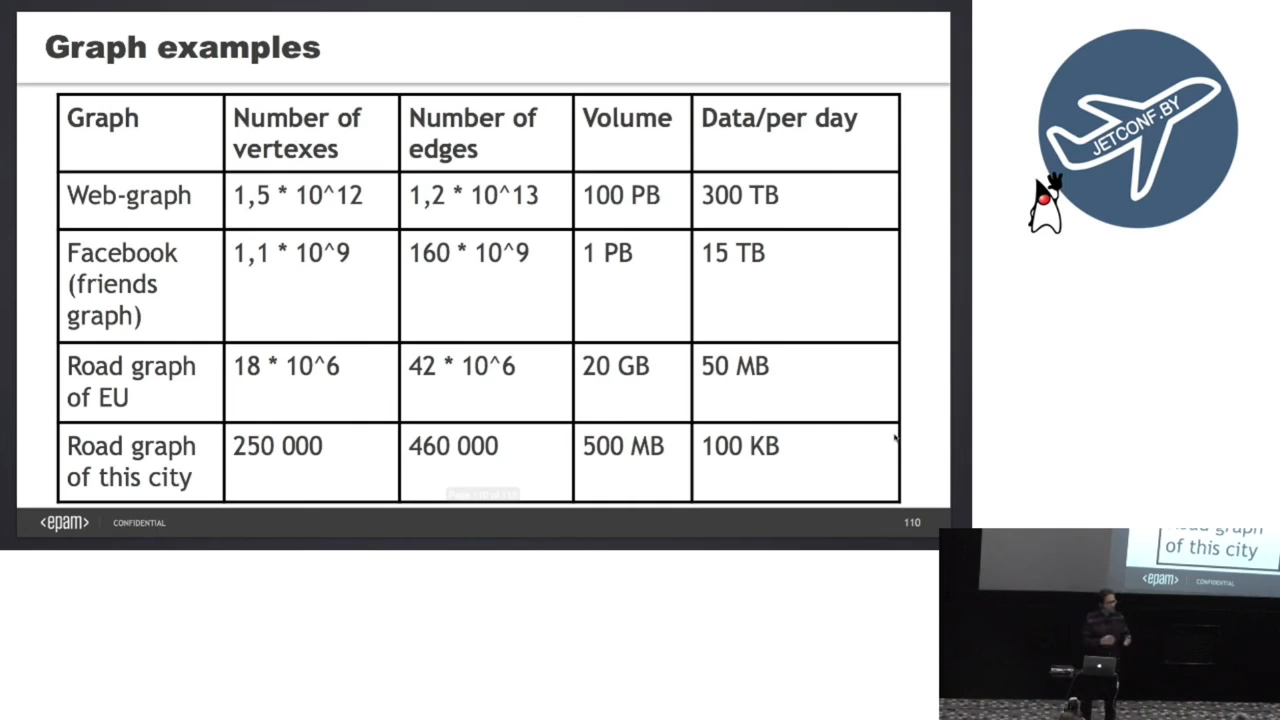 Graph examples
Graph
Number of
vertexes
Number of
edges
Volume
Data/per day
Web-graph
1,5 * 10^12
1,2 * 10^13
100 PB
300 TB
Facebook
(friends
graph)
1,1 * 10^9
160 * 10^9
1 PB
15 TB
Road graph
of EU
18 * 10^6
42 * 10^6
20 GB
50 MB
Road graph
of this city
250 000
460 000
500 MB
100 KB
<epam>
CONFIDENTIAL
110
JETCONF.BY
Road graph
of this city
<epam>
CONFIDENTIAL